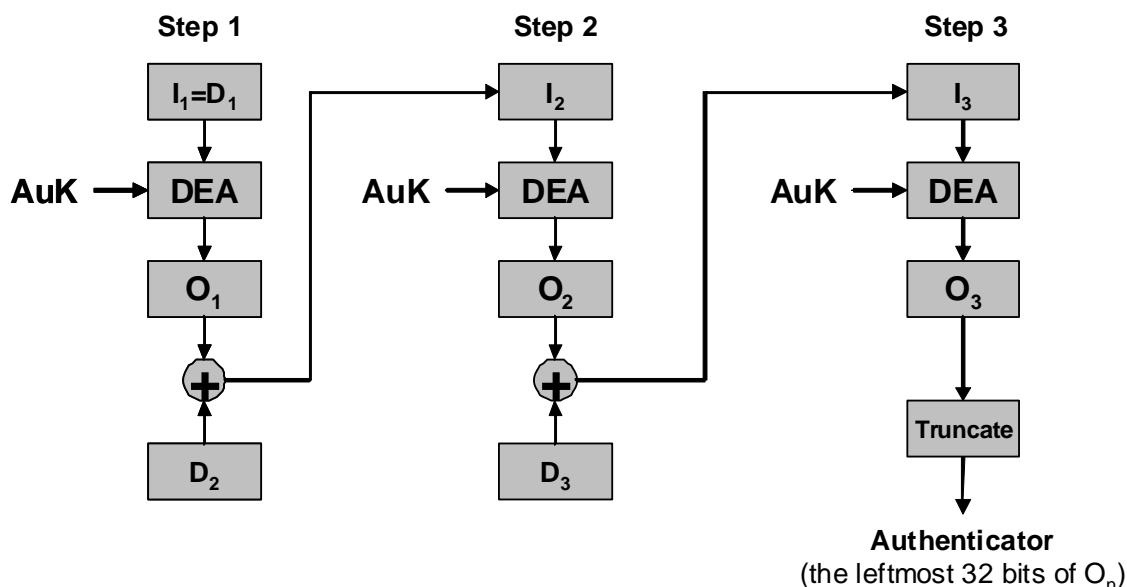 Step 1
I₁=D₁
AuK
DEA
O₁
+
D₂
Step 2
I₂
AuK
DEA
O₂
+
D₃
Step 3
I₃
AuK
DEA
O₃
Truncate
Authenticator
(the leftmost 32 bits of Oₙ)